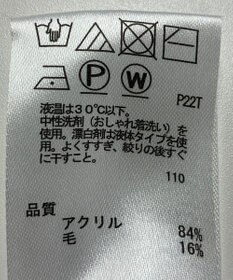 P W P22T
液温は30℃以下。
中性洗剤(おしゃれ着洗い)を
使用。漂白剤は液体タイプを使
用。よくすすぎ、絞りの後すぐ
に干すこと。
110
品質
アクリル 84%
毛 16%